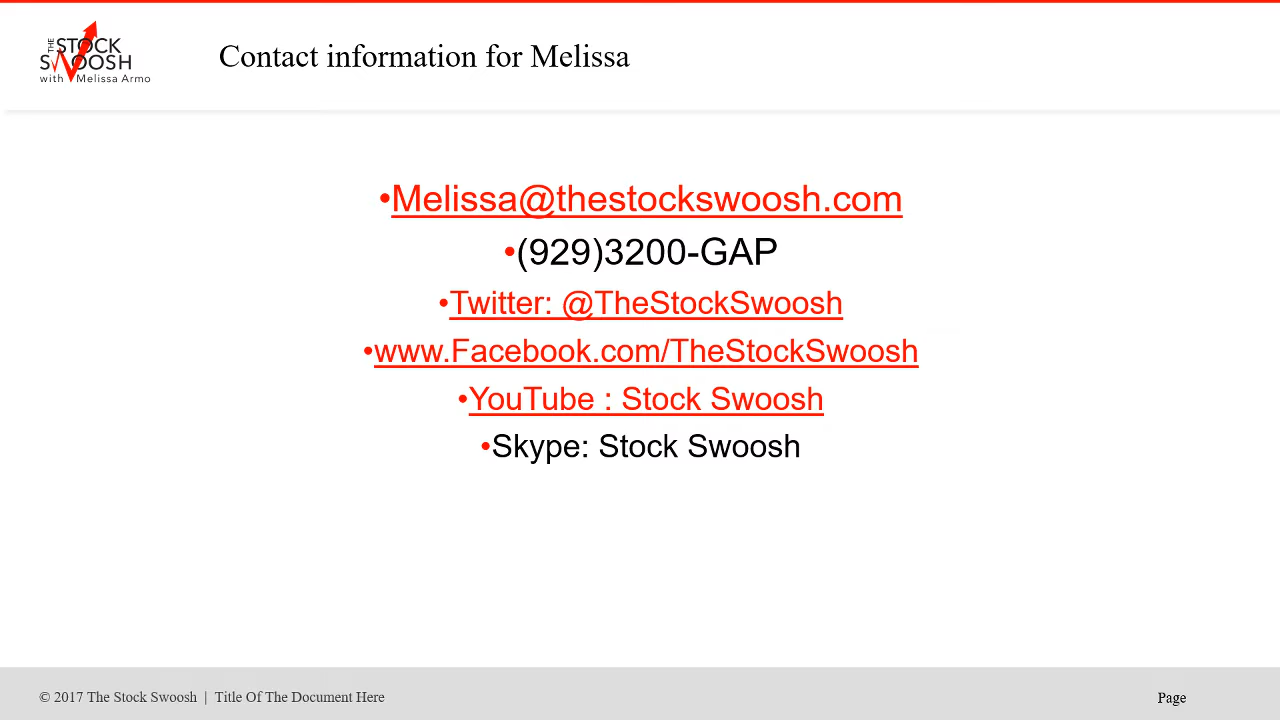 THE STOCK
SWOOSH
with Melissa Armo
Contact information for Melissa
•Melissa@thestockswoosh.com
•(929)3200-GAP
•Twitter: @TheStockSwoosh
•www.Facebook.com/TheStockSwoosh
•YouTube : Stock Swoosh
•Skype: Stock Swoosh
© 2017 The Stock Swoosh | Title Of The Document Here
Page